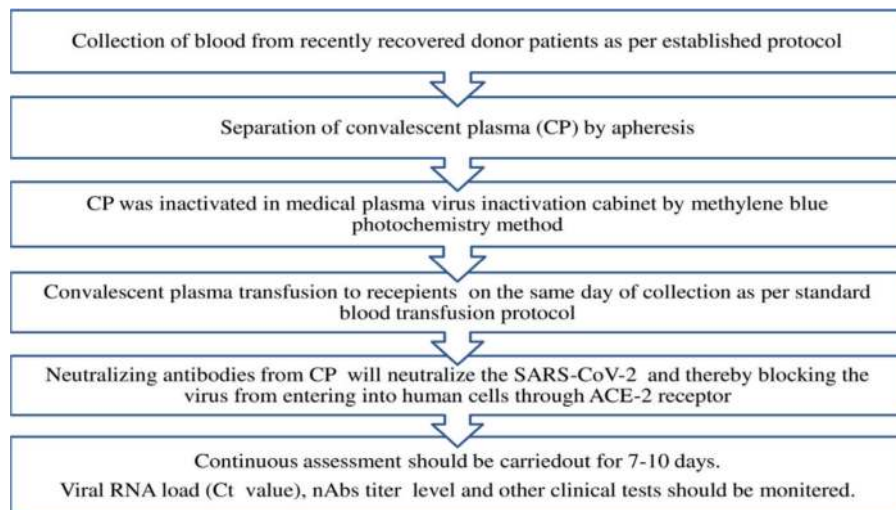 Collection of blood from recently recovered donor patients as per established protocol
Separation of convalescent plasma (CP) by apheresis
CP was inactivated in medical plasma virus inactivation cabinet by methylene blue
photochemistry method
Convalescent plasma transfusion to recepients on the same day of collection as per standard
blood transfusion protocol
Neutralizing antibodies from CP will neutralize the SARS-CoV-2 and thereby blocking the
virus from entering into human cells through ACE-2 receptor
Continuous assessment should be carriedout for 7-10 days.
Viral RNA load (Ct value), nAbs titer level and other clinical tests should be monitered.